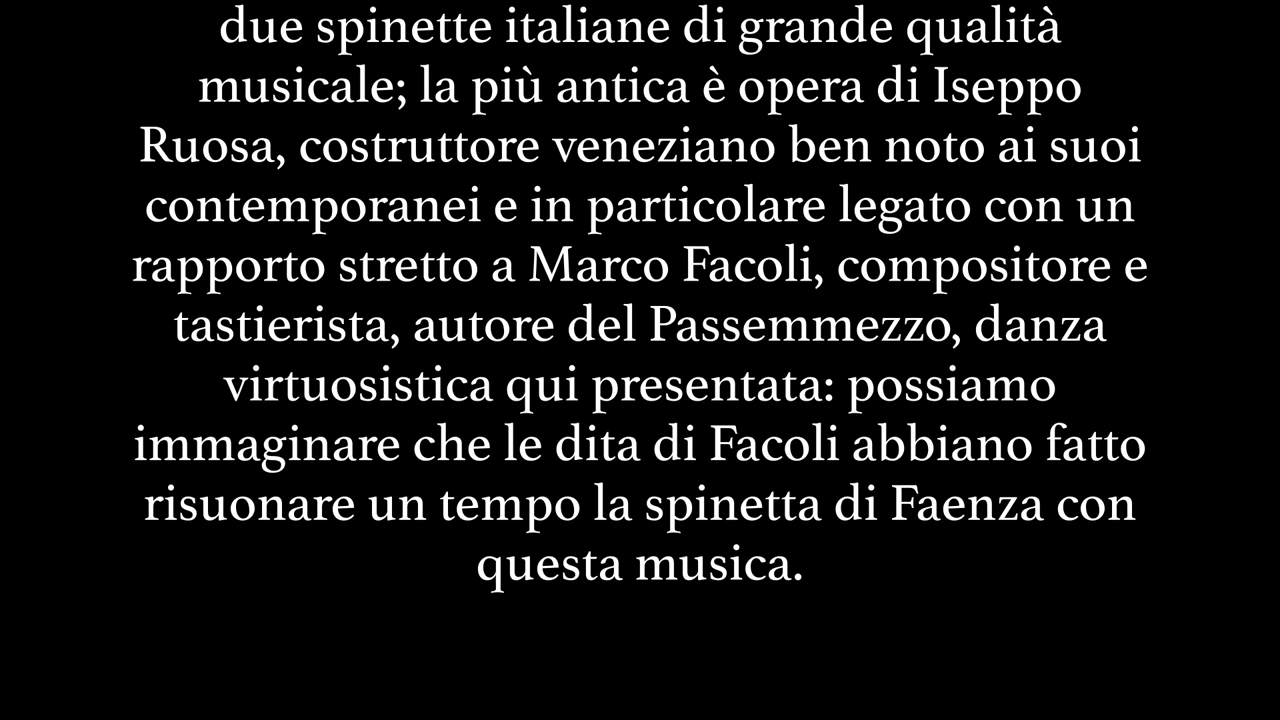 due spinette italiane di grande qualità
musicale; la più antica è opera di Iseppo
Ruosa, costruttore veneziano ben noto ai suoi
contemporanei e in particolare legato con un
rapporto stretto a Marco Facoli, compositore e
tastierista, autore del Passemmezzo, danza
virtuosistica qui presentata: possiamo
immaginare che le dita di Facoli abbiano fatto
risuonare un tempo la spinetta di Faenza con
questa musica.